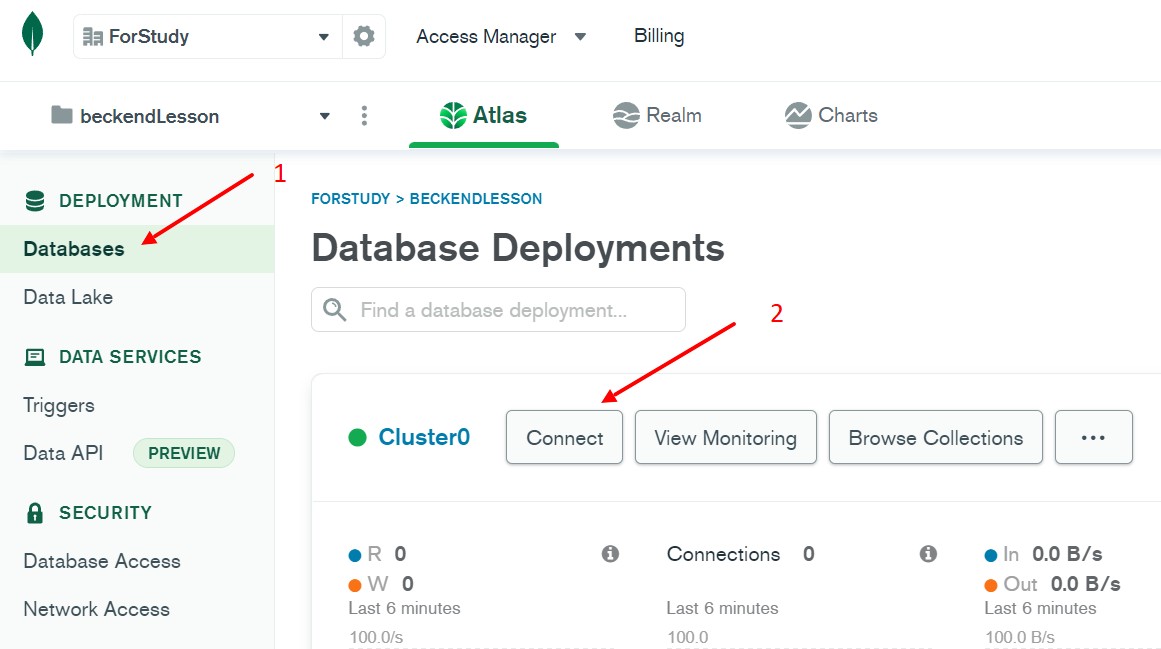 ForStudy Access Manager Billing
beckendLesson Atlas Realm Charts
1
DEPLOYMENT
Databases
Data Lake
DATA SERVICES
Triggers
Data API PREVIEW
SECURITY
Database Access
Network Access
FORSTUDY > BECKENDLESSON
Database Deployments
Find a database deployment...
2
Cluster0 Connect View Monitoring Browse Collections ...
R 0
W 0
Last 6 minutes
100.0/s
Connections 0
Last 6 minutes
100.0
In 0.0 B/s
Out 0.0 B/s
Last 6 minutes
100.0 B/s